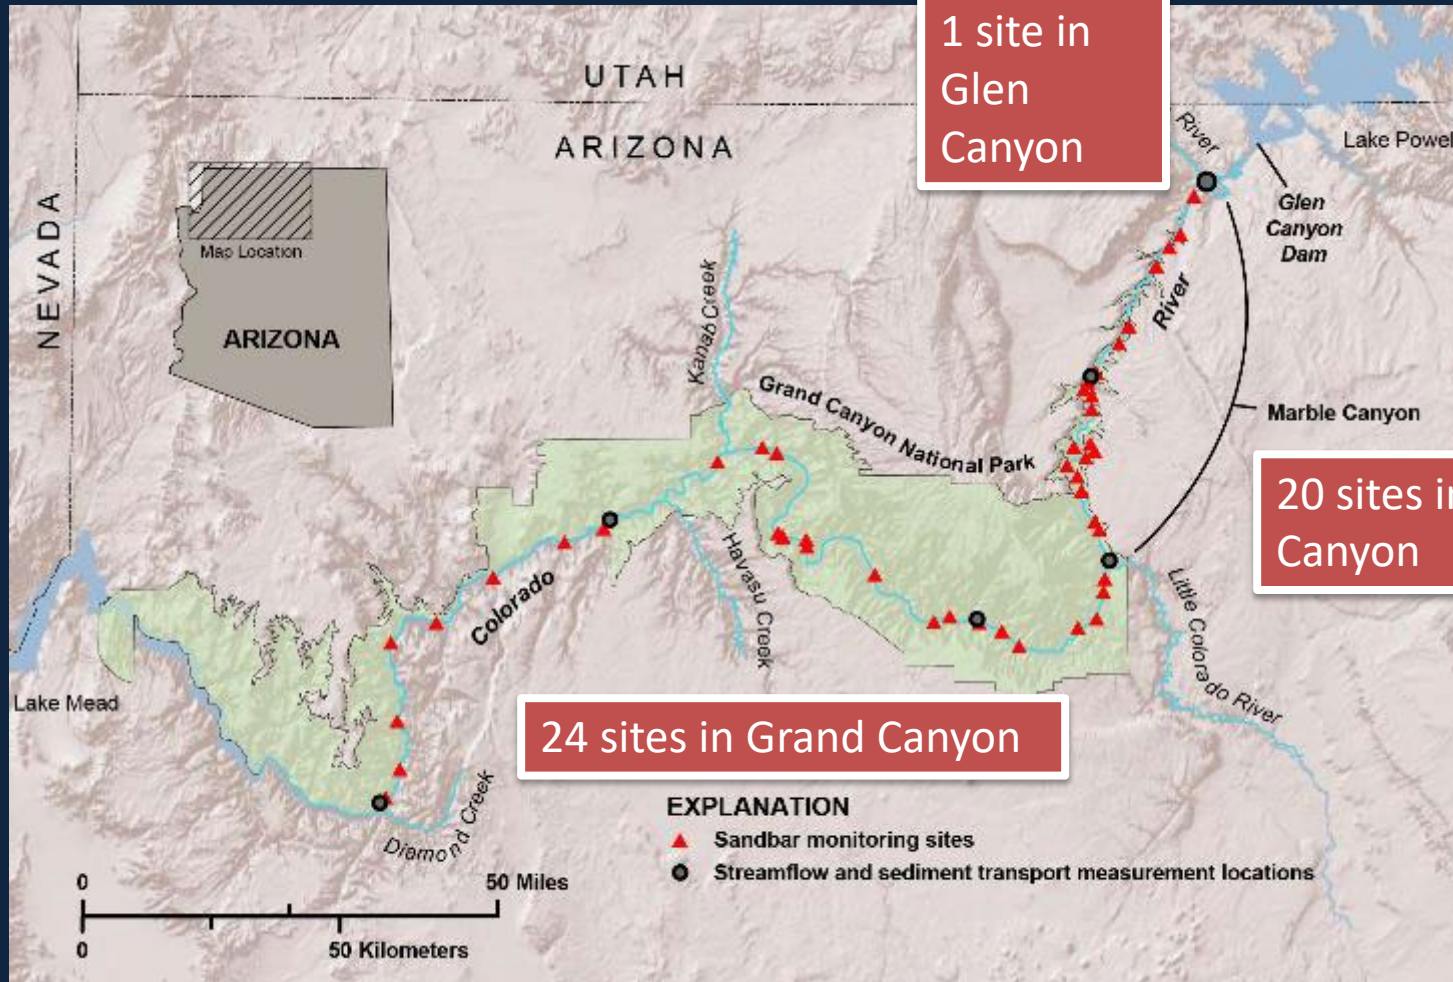 1 site in
Glen
Canyon
UTAH
ARIZONA
NEVADA
Map Location
ARIZONA
River
Lake Powel
Glen
Canyon
Dam
River
Marble Canyon
Kanab Creek
Grand Canyon National Park
20 sites i
Canyon
Havasu Creek
Colorado
Little Colorado River
Lake Mead
24 sites in Grand Canyon
Diamond Creek
EXPLANATION
Sandbar monitoring sites
Streamflow and sediment transport measurement locations
0
50 Miles
0
50 Kilometers